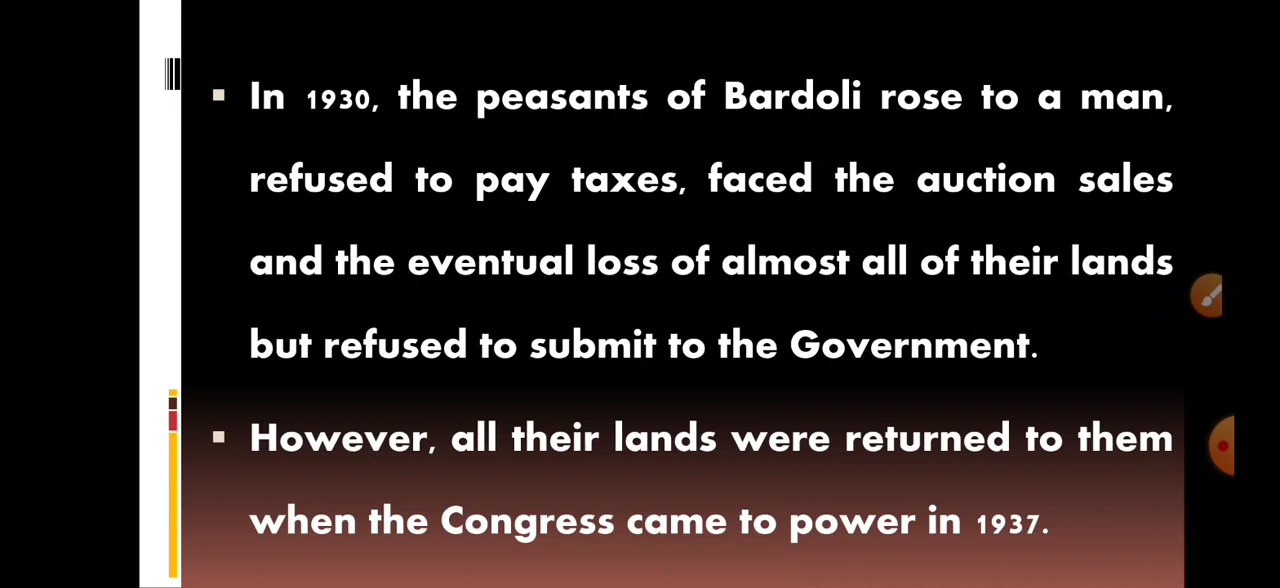 ▪ In 1930, the peasants of Bardoli rose to a man,
refused to pay taxes, faced the auction sales
and the eventual loss of almost all of their lands
but refused to submit to the Government.
▪ However, all their lands were returned to them
when the Congress came to power in 1937.